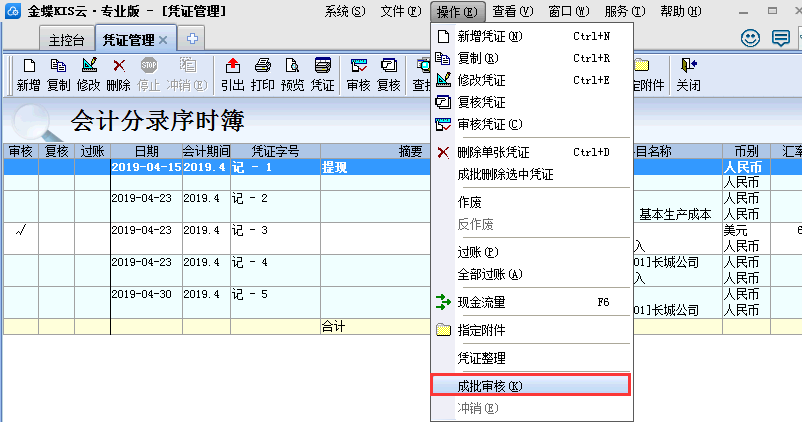 金蝶KIS云·专业版 - [凭证管理]
系统(S) 文件(F) 操作(E) 查看(V) 窗口(W) 服务(T) 帮助(H)
主控台 凭证管理
新增 复制 修改 删除 停止 冲销(E) 引出 打印 预览 凭证 审核 复核 查 定附件 关闭
STOP
会计分录序时簿
审核 复核 过账 日期 会计期间 凭证字号 摘要 目名称 币别 汇率
2019-04-15 2019.4 记 - 1 提现 人民币
人民币
2019-04-23 2019.4 记 - 2 人民币
基本生产成本 人民币
√ 2019-04-23 2019.4 记 - 3 美元 6
入 人民币
2019-04-23 2019.4 记 - 4 01]长城公司 人民币
入 人民币
2019-04-30 2019.4 记 - 5 人民币
01]长城公司 人民币
合计
新增凭证(N) Ctrl+N
复制(R) Ctrl+R
修改凭证 Ctrl+E
复核凭证
审核凭证(C)
删除单张凭证 Ctrl+D
成批删除选中凭证
作废
反作废
过账(P)
全部过账(A)
现金流量 F6
指定附件
凭证整理
成批审核(K)
冲销(E)